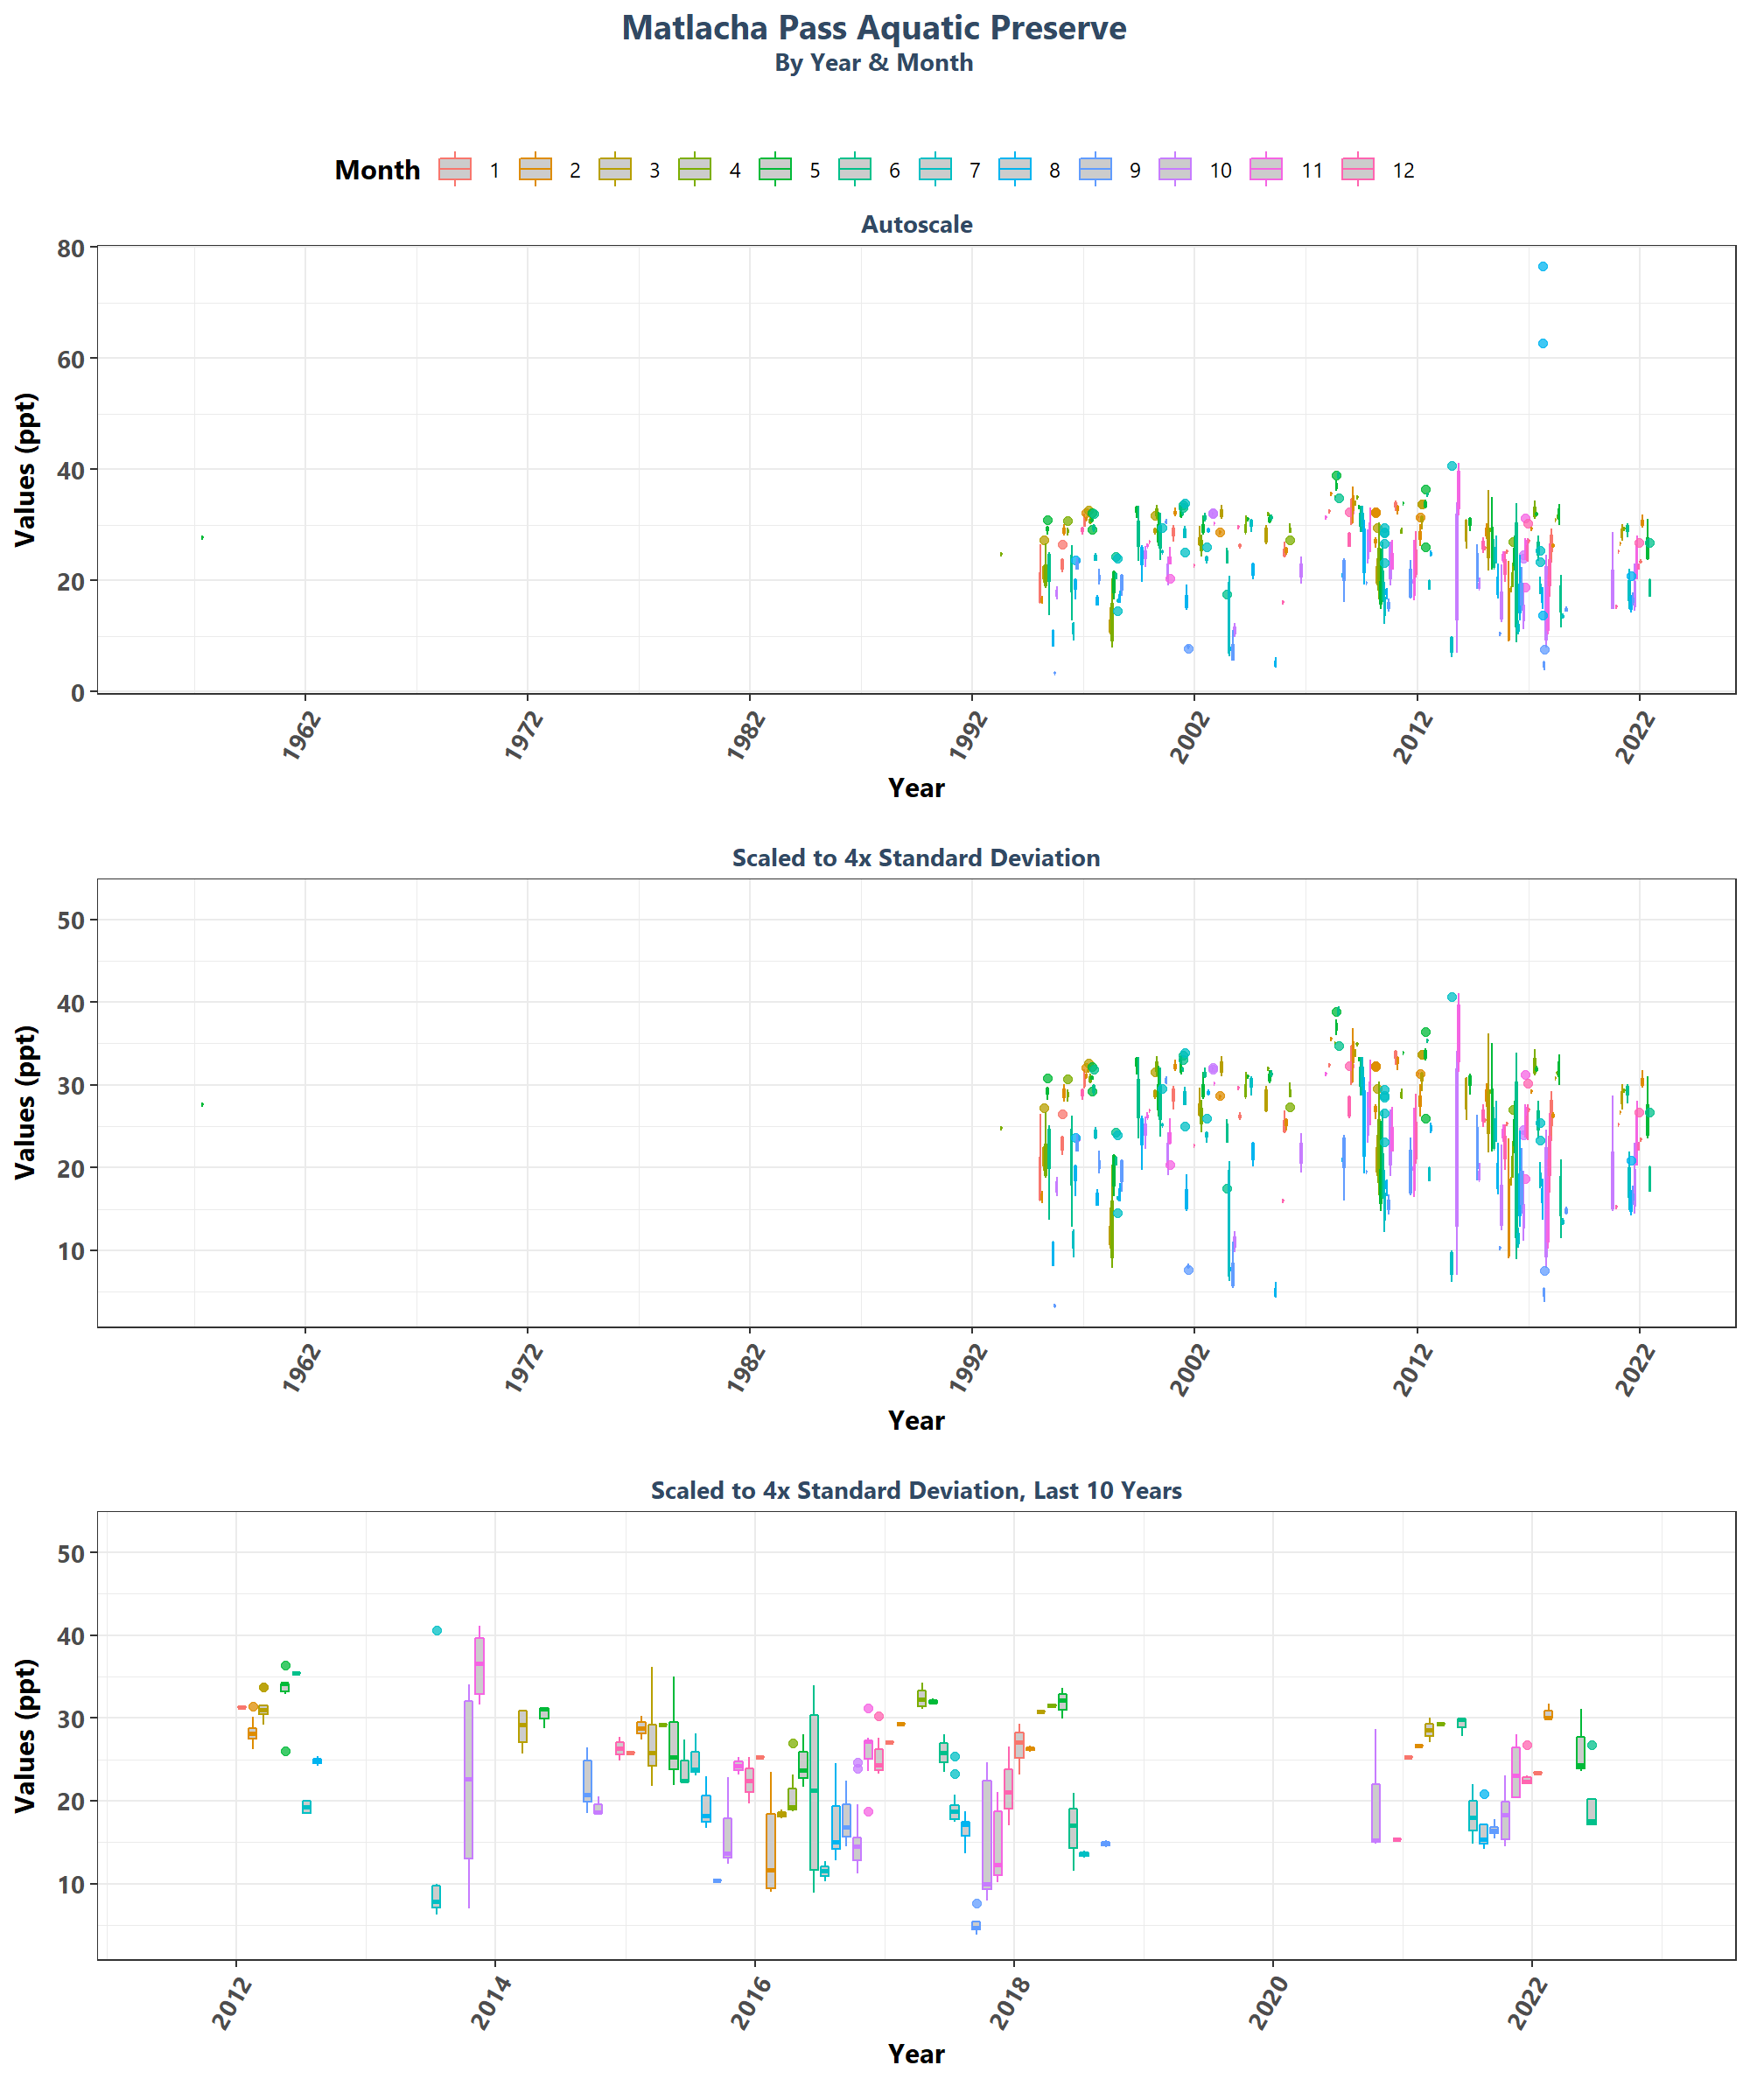 Matlacha Pass Aquatic Preserve
By Year & Month
Month 1 2 3 4 5 6 7 8 9 10 11 12
Autoscale
80
60
40
20
0
Values (ppt)
1962 1972 1982 1992 2002 2012 2022
Year
Scaled to 4x Standard Deviation
50
40
30
20
10
Values (ppt)
1962 1972 1982 1992 2002 2012 2022
Year
Scaled to 4x Standard Deviation, Last 10 Years
50
40
30
20
10
Values (ppt)
2012 2014 2016 2018 2020 2022
Year